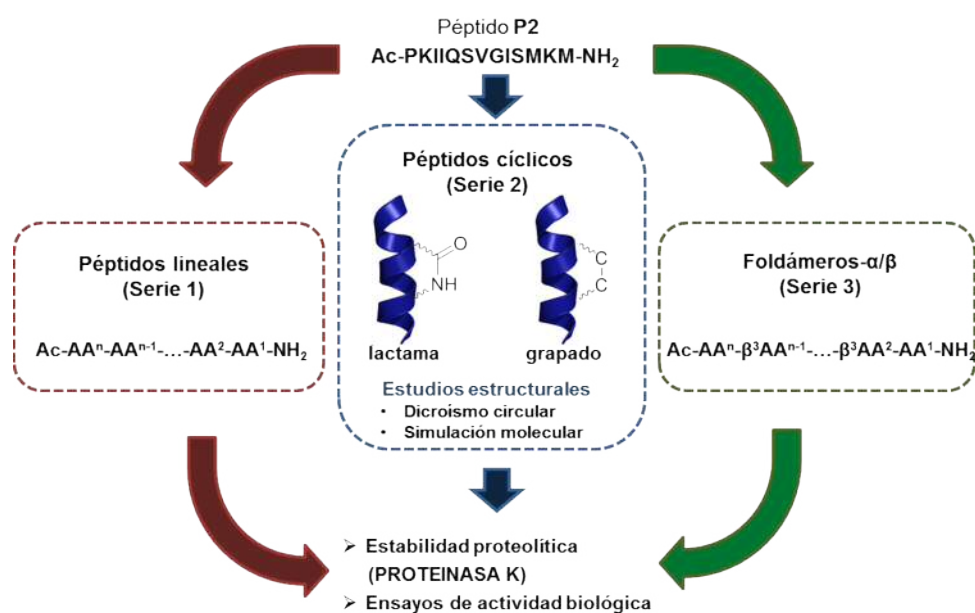 Péptido P2
Ac-PKIIQSVGISMKM-NH₂
Péptidos lineales
(Serie 1)
Ac-AAⁿ-AAⁿ⁻¹-...-AA²-AA¹-NH₂
Péptidos cíclicos
(Serie 2)
O
NH
lactama
C
C
grapado
Estudios estructurales
• Dicroísmo circular
• Simulación molecular
Foldámeros-α/β
(Serie 3)
Ac-AAⁿ-β³AAⁿ⁻¹-...-β³AA²-AA¹-NH₂
➢ Estabilidad proteolítica
(PROTEINASA K)
➢ Ensayos de actividad biológica